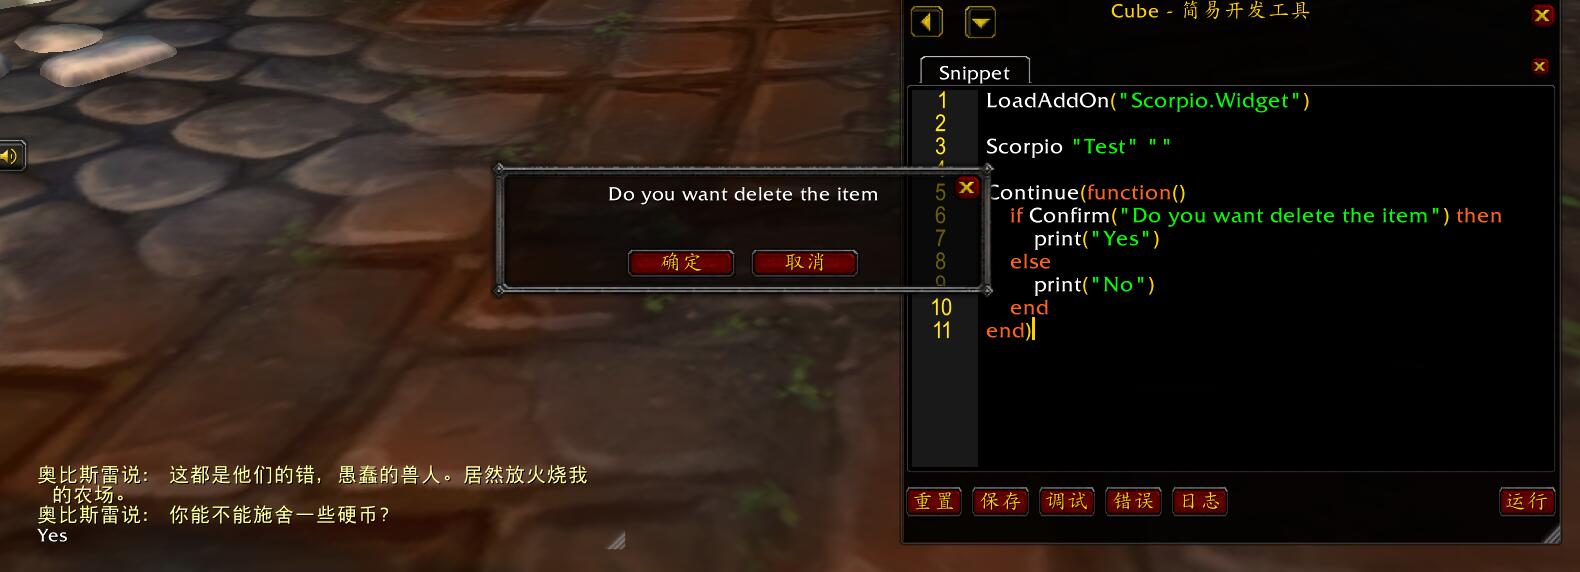 Cube - 简易开发工具
Snippet
1 LoadAddOn("Scorpio.Widget")
2
3 Scorpio "Test" ""
5 Continue(function()
6 if Confirm("Do you want delete the item") then
7 print("Yes")
8 else
9 print("No")
10 end
11 end)
Do you want delete the item
确定 取消
重置 保存 调试 错误 日志 运行
奥比斯雷说： 这都是他们的错，愚蠢的兽人。居然放火烧我
的农场。
奥比斯雷说： 你能不能施舍一些硬币？
Yes